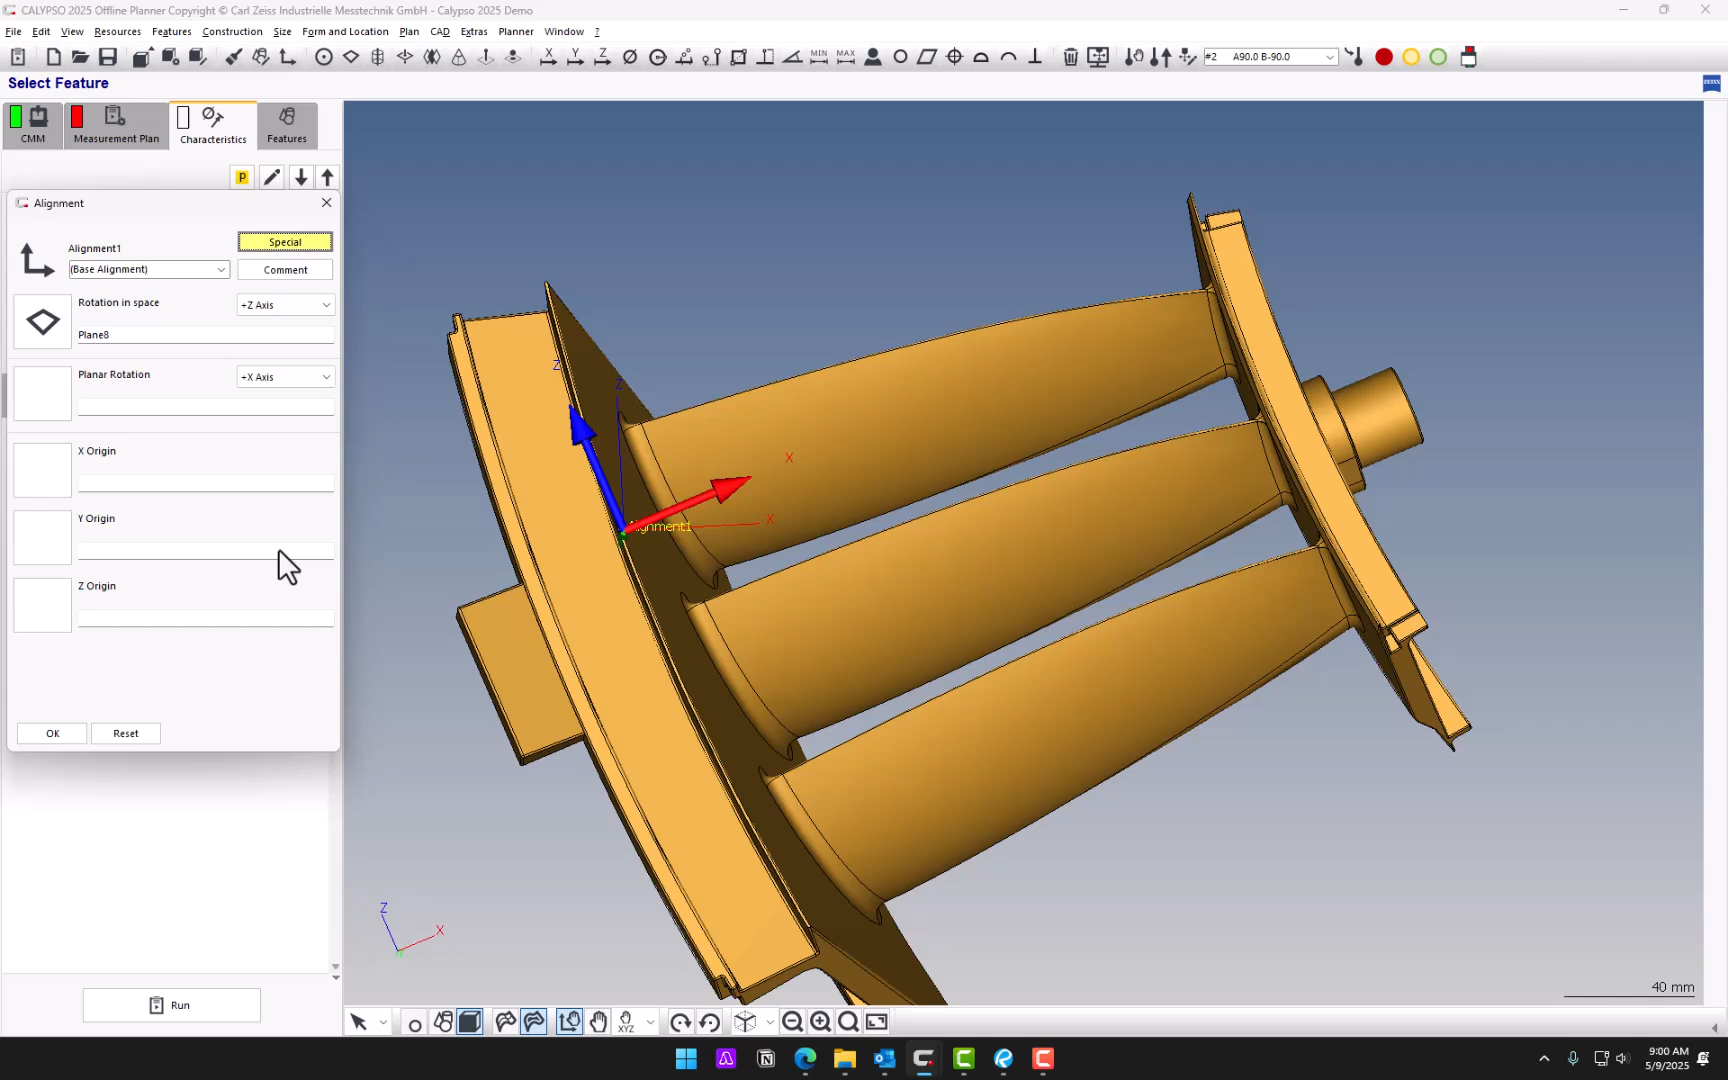 CALYPSO 2025 Offline Planner Copyright © Carl Zeiss Industrielle Messtechnik GmbH - Calypso 2025 Demo
File Edit View Resources Features Construction Size Form and Location Plan CAD Extras Planner Window ?
X Y Z MIN MAX #2 A90.0 B-90.0
Select Feature
ZEISS
CMM Measurement Plan Characteristics Features
P
Alignment
Alignment1 Special
(Base Alignment) Comment
Rotation in space +Z Axis
Plane8
Planar Rotation +X Axis
X Origin
Y Origin
Z Origin
OK Reset
Z
Z
X
X
Alignment1
Z
X
40 mm
Run
XYZ
9:00 AM
5/9/2025